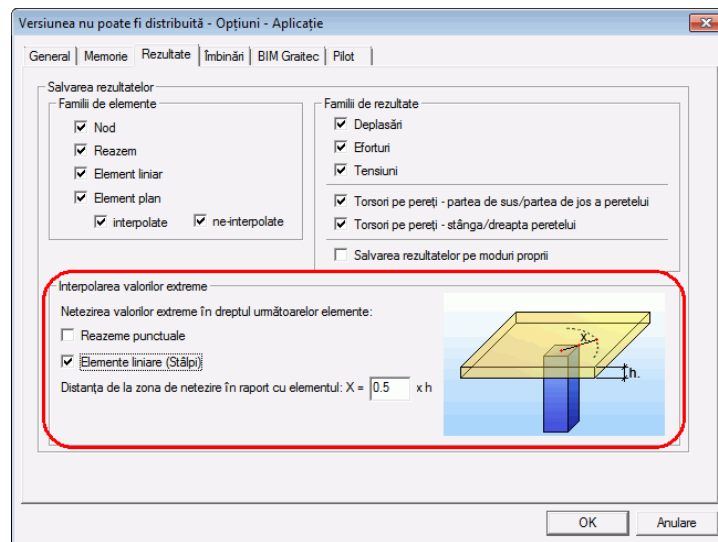 Versiunea nu poate fi distribuită - Opțiuni - Aplicație
General Memorie Rezultate Îmbinări BIM Graitec Pilot
Salvarea rezultatelor
Familii de elemente
Nod
Reazem
Element liniar
Element plan
interpolate ne-interpolate
Familii de rezultate
Deplasări
Eforturi
Tensiuni
Torsori pe pereți - partea de sus/partea de jos a peretelui
Torsori pe pereți - stânga/dreapta peretelui
Salvarea rezultatelor pe moduri proprii
Interpolarea valorilor extreme
Netezirea valorilor extreme în dreptul următoarelor elemente:
Reazeme punctuale
Elemente liniare (Stâlpi)
Distanța de la zona de netezire în raport cu elementul: X = 0.5 x h
X
h.
OK Anulare